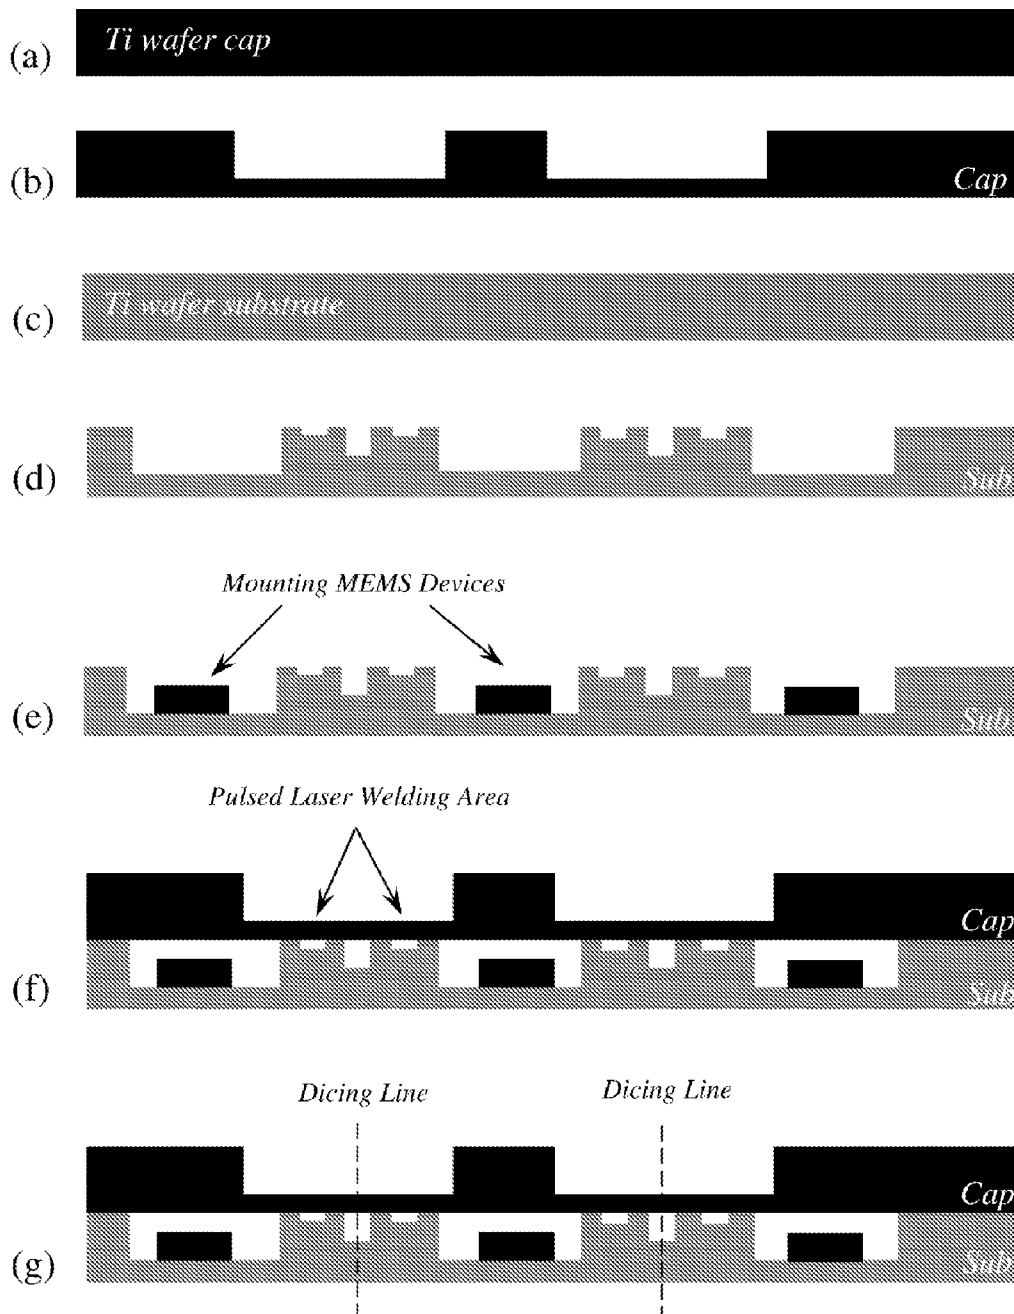 (a) Ti wafer cap
(b) Cap
(c) Ti wafer substrate
(d) Sub
Mounting MEMS Devices
(e) Sub
Pulsed Laser Welding Area
Cap
(f) Sub
Dicing Line Dicing Line
Cap
(g) Sub